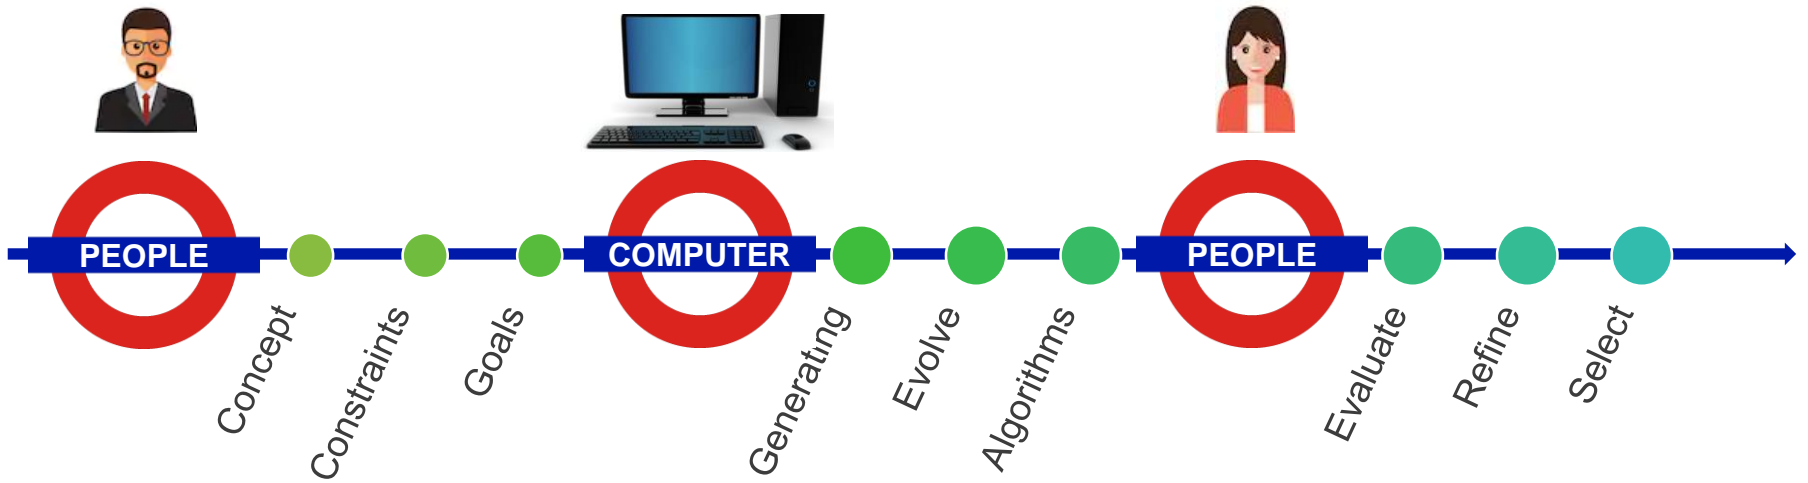 PEOPLE
Concept
Constraints
Goals
COMPUTER
Generating
Evolve
Algorithms
PEOPLE
Evaluate
Refine
Select